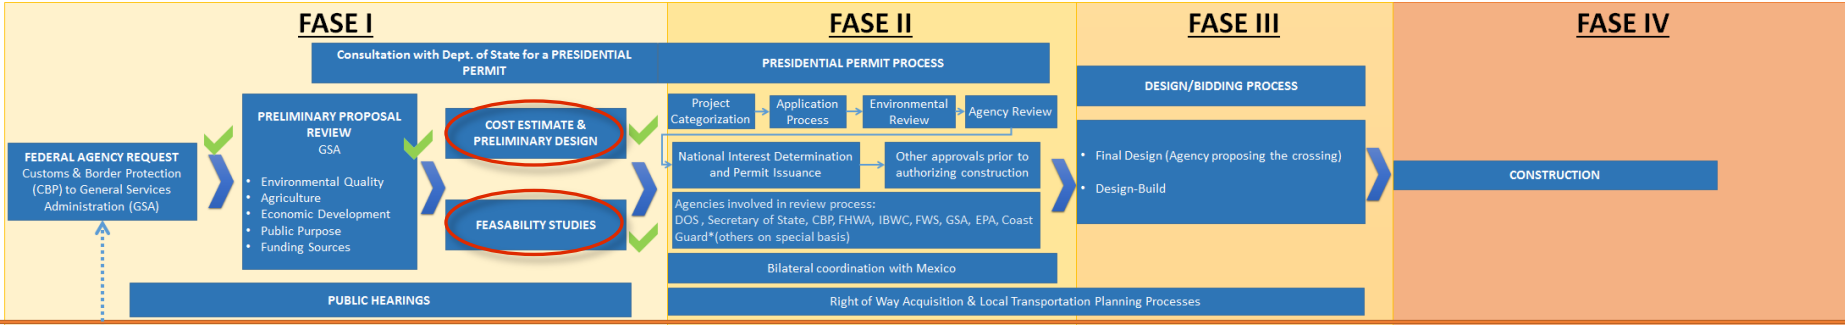 FASE I
FASE II
FASE III
FASE IV
Consultation with Dept. of State for a PRESIDENTIAL
PERMIT
PRESIDENTIAL PERMIT PROCESS
DESIGN/BIDDING PROCESS
FEDERAL AGENCY REQUEST
Customs & Border Protection
(CBP) to General Services
Administration (GSA)
PRELIMINARY PROPOSAL
REVIEW
GSA
• Environmental Quality
• Agriculture
• Economic Development
• Public Purpose
• Funding Sources
COST ESTIMATE &
PRELIMINARY DESIGN
FEASABILITY STUDIES
PUBLIC HEARINGS
Project
Categorization
Application
Process
Environmental
Review
Agency Review
National Interest Determination
and Permit Issuance
Other approvals prior to
authorizing construction
Agencies involved in review process:
DOS , Secretary of State, CBP, FHWA, IBWC, FWS, GSA, EPA, Coast
Guard*(others on special basis)
Bilateral coordination with Mexico
Right of Way Acquisition & Local Transportation Planning Processes
• Final Design (Agency proposing the crossing)
• Design-Build
CONSTRUCTION